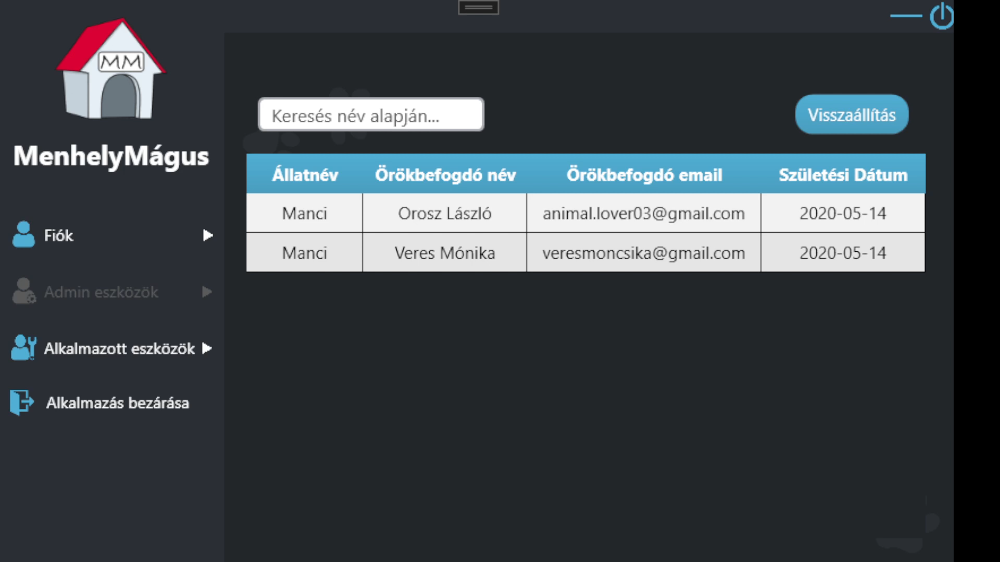 MM
MenhelyMágus
Fiók
Admin eszközök
Alkalmazott eszközök
Alkalmazás bezárása
Keresés név alapján...
Visszaállítás
Állatnév Örökbefogdó név Örökbefogdó email Születési Dátum
Manci Orosz László animal.lover03@gmail.com 2020-05-14
Manci Veres Mónika veresmoncsika@gmail.com 2020-05-14